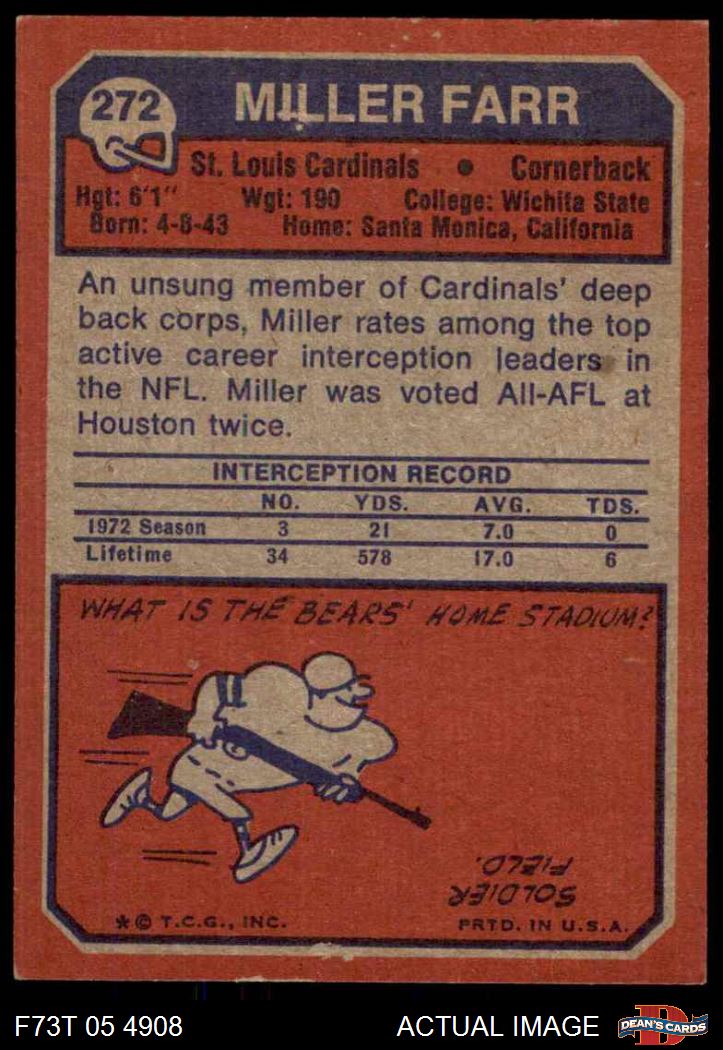 272
MILLER FARR
St. Louis Cardinals • Cornerback
Hgt: 6'1" Wgt: 190 College: Wichita State
Born: 4-8-43 Home: Santa Monica, California
An unsung member of Cardinals' deep
back corps, Miller rates among the top
active career interception leaders in
the NFL. Miller was voted All-AFL at
Houston twice.
INTERCEPTION RECORD
NO. YDS. AVG. TDS.
1972 Season 3 21 7.0 0
Lifetime 34 578 17.0 6
WHAT IS THE BEARS' HOME STADIUM?
SOLDIER
FIELD.
*© T.C.G., INC. PRTD. IN U.S.A.
F73T 05 4908 ACTUAL IMAGE
D
DEAN'S CARDS